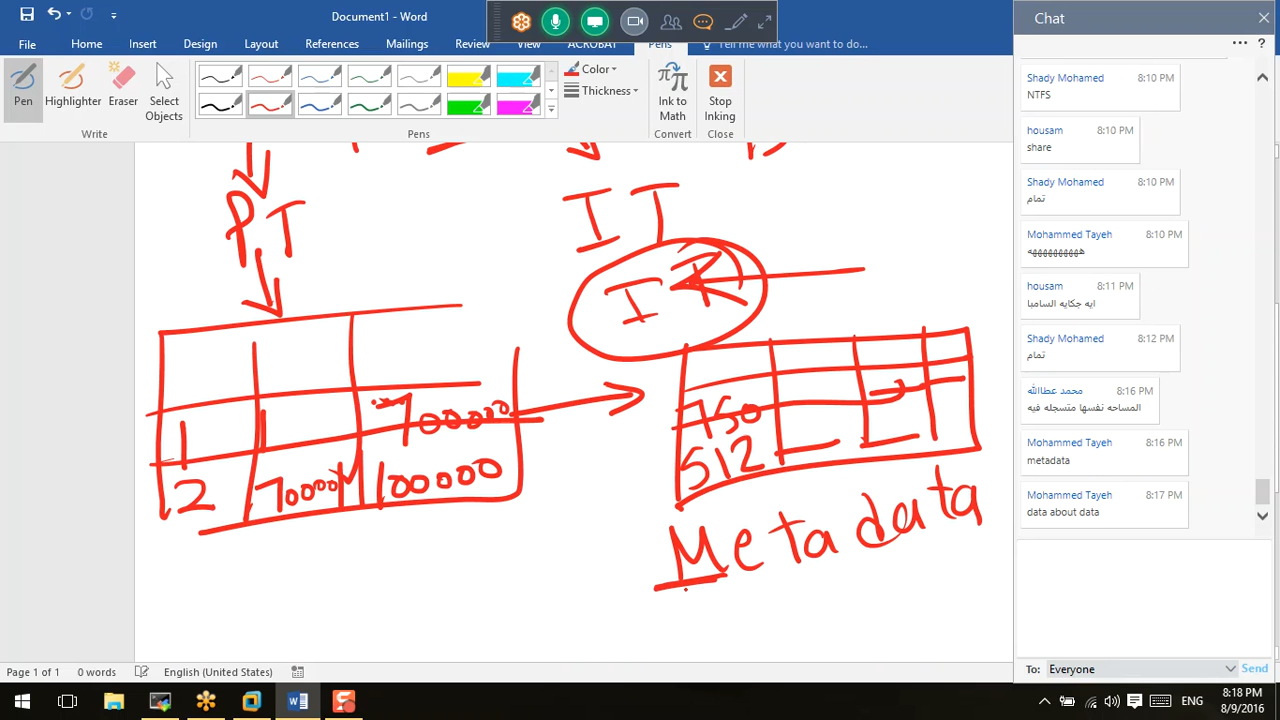 Document1 - Word
File
Home
Insert
Design
Layout
References
Mailings
Review
View
ACROBAT
Pens
Tell me what you want to do...
Pen
Highlighter
Eraser
Select Objects
Color
Thickness
Ink to Math
Stop Inking
Write
Pens
Convert
Close
PT
IT
IR
1
700000
2
70000
100000
750
512
Metadata
Chat
Shady Mohamed 8:10 PM
NTFS
housam 8:10 PM
share
Shady Mohamed 8:10 PM
تمام
Mohammed Tayeh 8:10 PM
هههههههههههه
housam 8:11 PM
ايه جكايه السامبا
Shady Mohamed 8:12 PM
تمام
محمد عطاالله 8:16 PM
المساحه نفسها متسجله فيه
Mohammed Tayeh 8:16 PM
metadata
Mohammed Tayeh 8:17 PM
data about data
To: Everyone Send
Page 1 of 1 0 words English (United States)
ENG
8:18 PM
8/9/2016